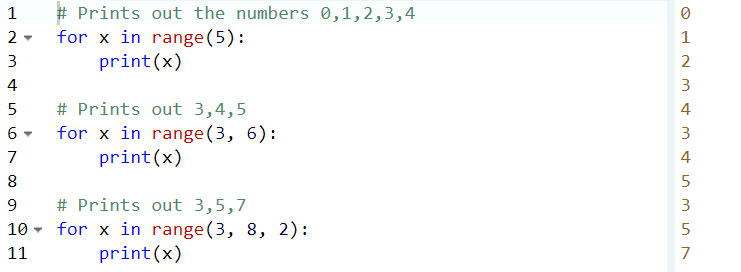 1 # Prints out the numbers 0,1,2,3,4
2 for x in range(5):
3     print(x)
4
5 # Prints out 3,4,5
6 for x in range(3, 6):
7     print(x)
8
9 # Prints out 3,5,7
10 for x in range(3, 8, 2):
11     print(x)
0
1
2
3
4
3
4
5
3
5
7